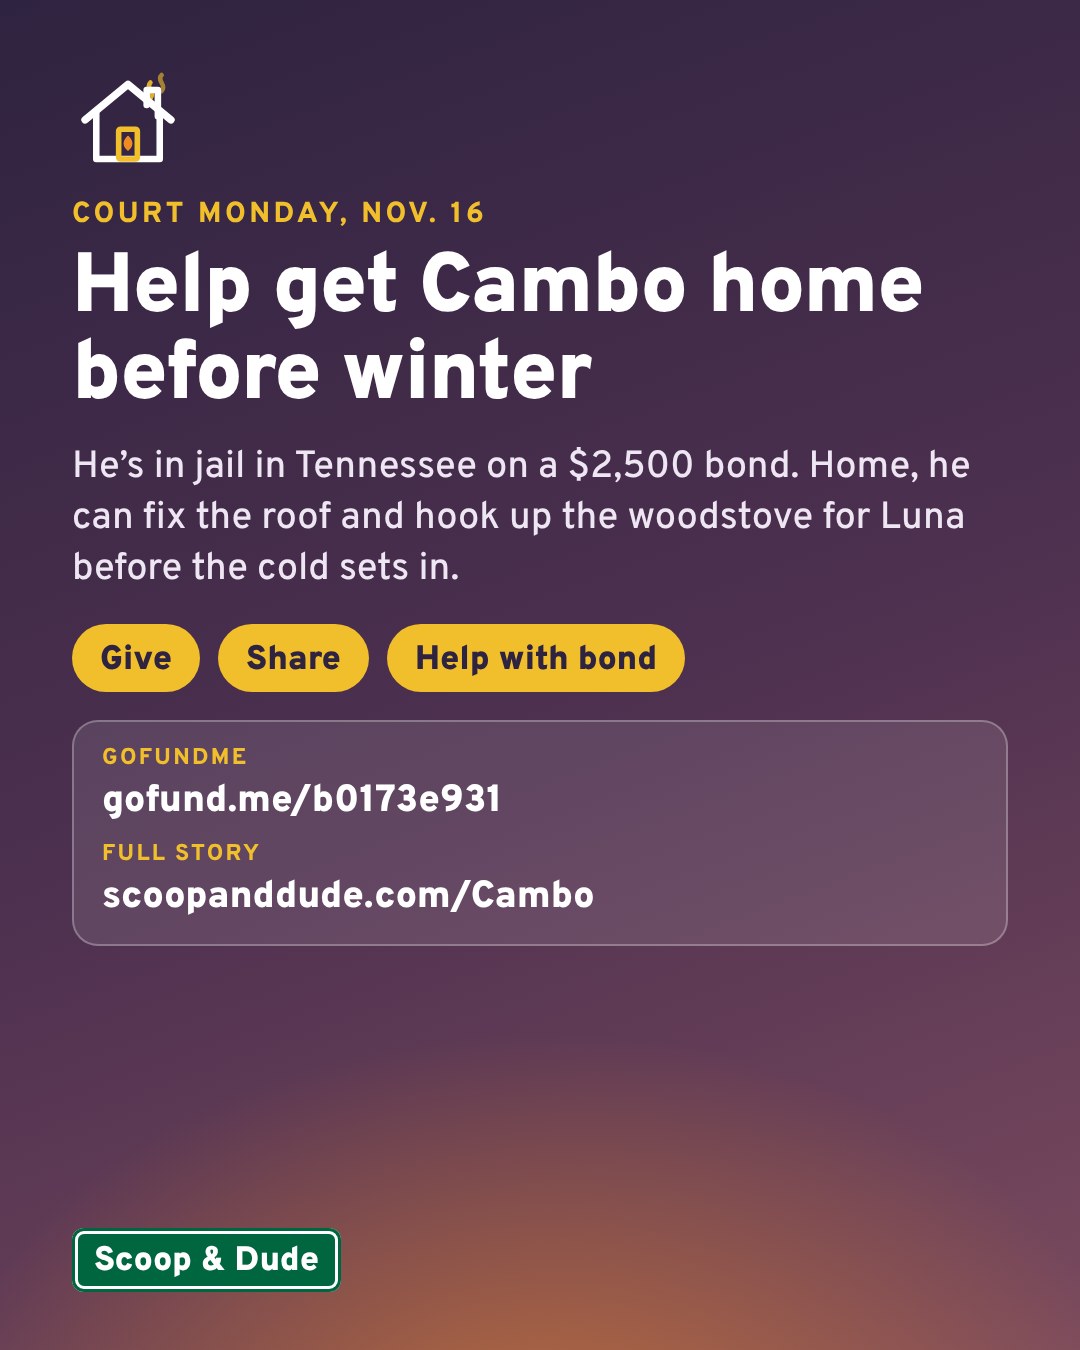 COURT MONDAY, NOV. 16
Help get Cambo home
before winter
He’s in jail in Tennessee on a $2,500 bond. Home, he
can fix the roof and hook up the woodstove for Luna
before the cold sets in.
Give
Share
Help with bond
GOFUNDME
gofund.me/b0173e931
FULL STORY
scoopanddude.com/Cambo
Scoop & Dude